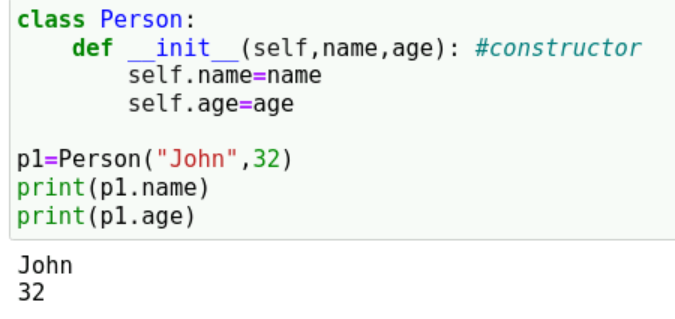 class Person:
    def __init__(self,name,age): #constructor
        self.name=name
        self.age=age

p1=Person("John",32)
print(p1.name)
print(p1.age)
John
32